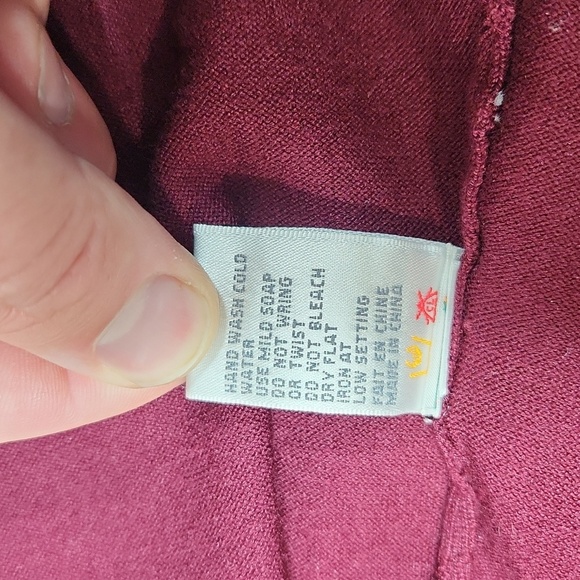 HAND WASH COLD
WATER
USE MILD SOAP
DO NOT WRING
OR TWIST
DO NOT BLEACH
DRY FLAT
IRON AT
LOW SETTING
FAIT EN CHINE
MADE IN CHINA